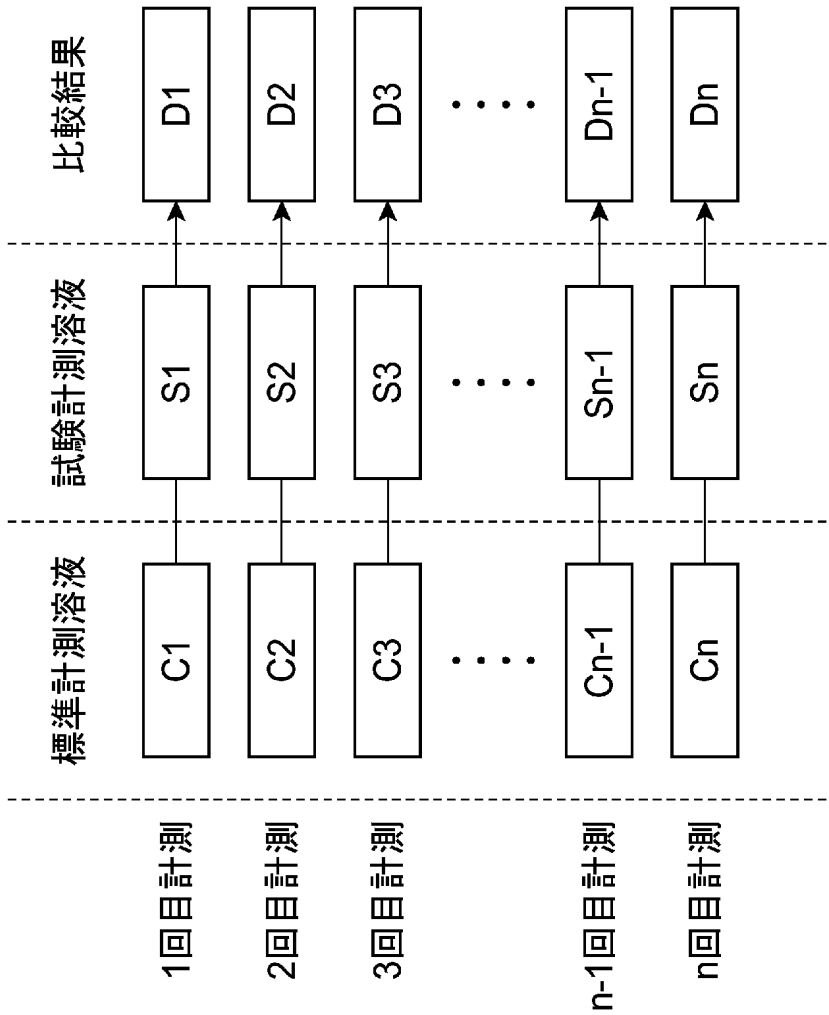 標準計測溶液
試験計測溶液
比較結果
1回目計測
C1
S1
D1
2回目計測
C2
S2
D2
3回目計測
C3
S3
D3
・・・・
・・・・
・・・・
n-1回目計測
Cn-1
Sn-1
Dn-1
n回目計測
Cn
Sn
Dn